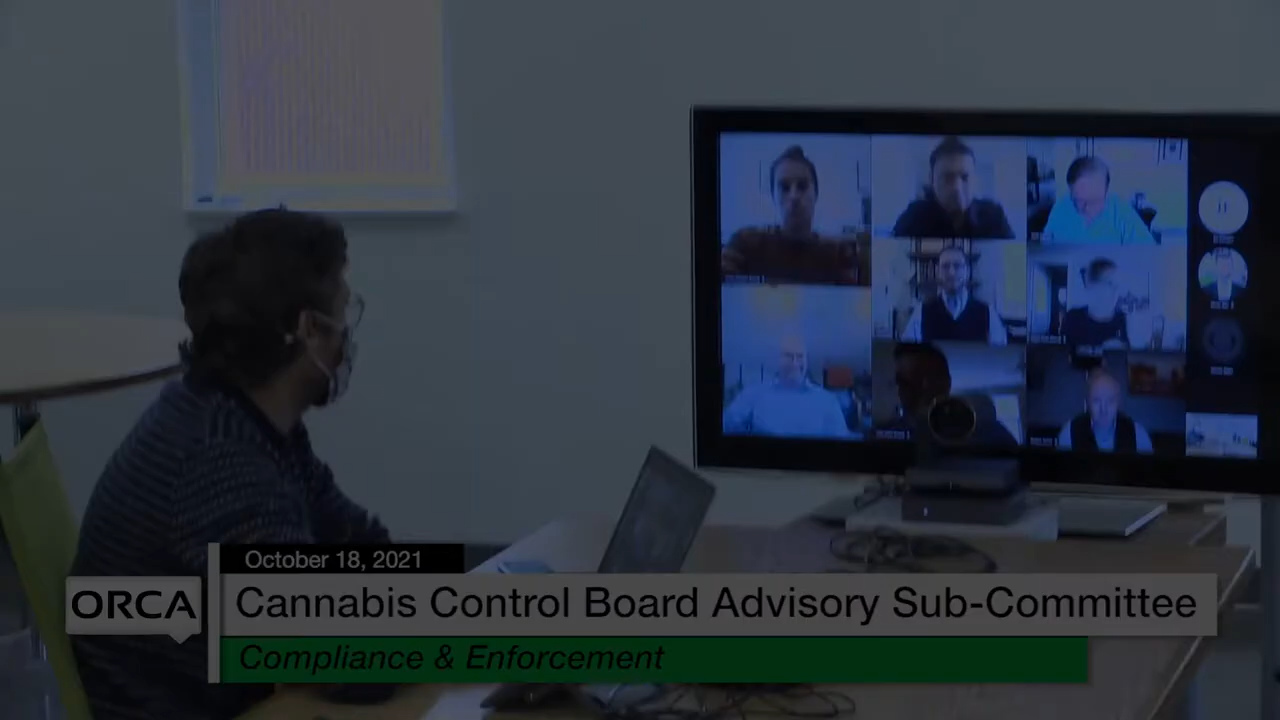 October 18, 2021
ORCA
Cannabis Control Board Advisory Sub-Committee
Compliance & Enforcement